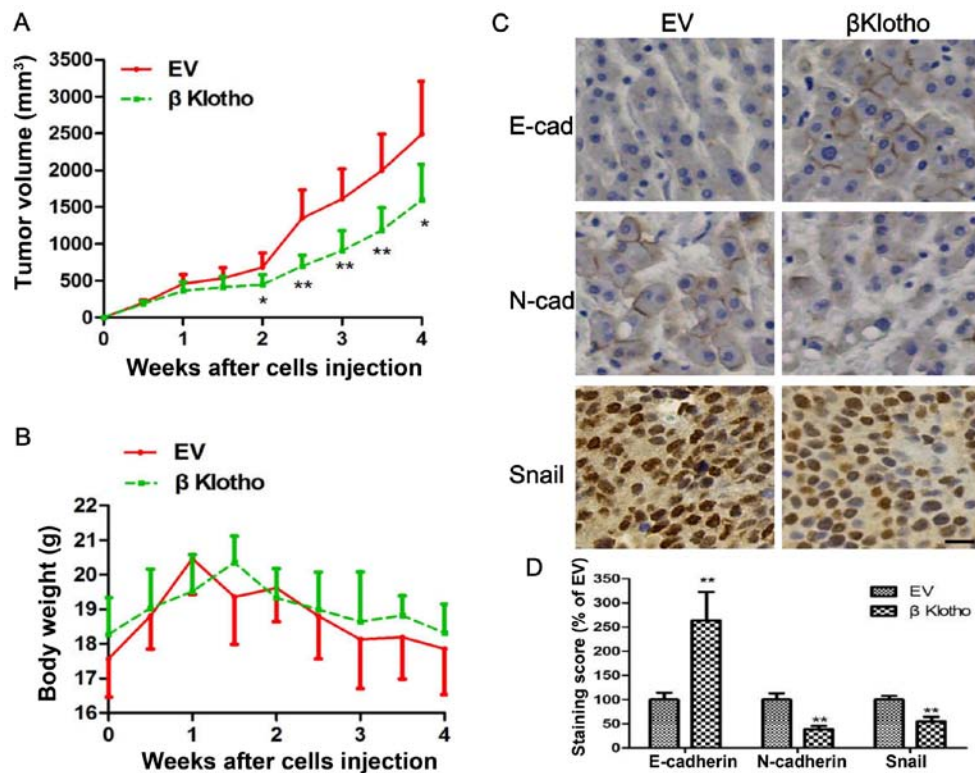 A
EV
β Klotho
Tumor volume (mm³)
3500
3000
2500
2000
1500
1000
500
0
* ** ** ** *
0 1 2 3 4
Weeks after cells injection
B
EV
β Klotho
Body weight (g)
22
21
20
19
18
17
16
0 1 2 3 4
Weeks after cells injection
C
EV βKlotho
E-cad
N-cad
Snail
D
Staining score (% of EV)
350
300
250
200
150
100
50
0
EV
β Klotho
** ** **
E-cadherin N-cadherin Snail